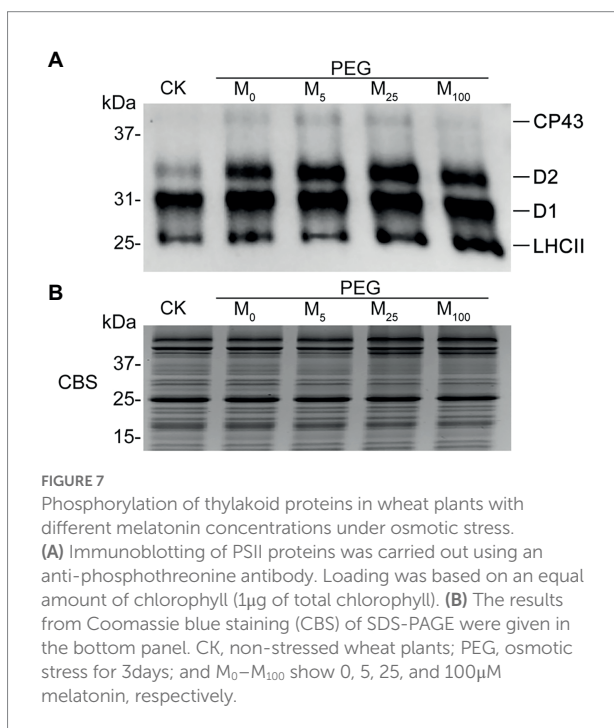 A
PEG
CK M₀ M₅ M₂₅ M₁₀₀
kDa
37-
CP43
D2
31-
D1
25-
LHCII
B
PEG
CK M₀ M₅ M₂₅ M₁₀₀
kDa
37-
CBS
25-
15-
FIGURE 7
Phosphorylation of thylakoid proteins in wheat plants with
different melatonin concentrations under osmotic stress.
(A) Immunoblotting of PSII proteins was carried out using an
anti-phosphothreonine antibody. Loading was based on an equal
amount of chlorophyll (1μg of total chlorophyll). (B) The results
from Coomassie blue staining (CBS) of SDS-PAGE were given in
the bottom panel. CK, non-stressed wheat plants; PEG, osmotic
stress for 3days; and M₀–M₁₀₀ show 0, 5, 25, and 100μM
melatonin, respectively.